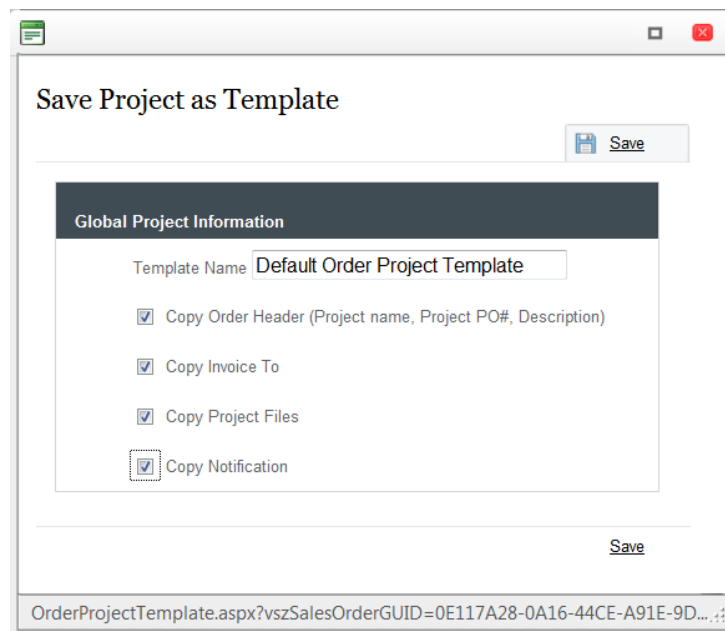 Save Project as Template
Save
Global Project Information
Template Name Default Order Project Template
Copy Order Header (Project name, Project PO#, Description)
Copy Invoice To
Copy Project Files
Copy Notification
Save
OrderProjectTemplate.aspx?vszSalesOrderGUID=0E117A28-0A16-44CE-A91E-9D...